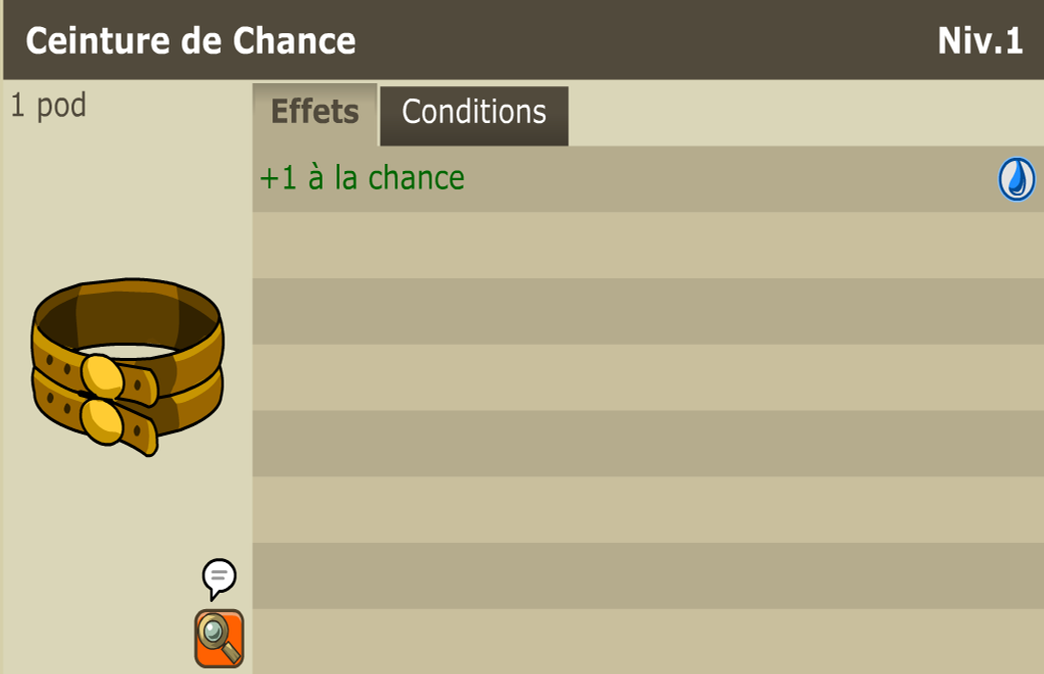 Ceinture de Chance
Niv.1
1 pod
Effets
Conditions
+1 à la chance